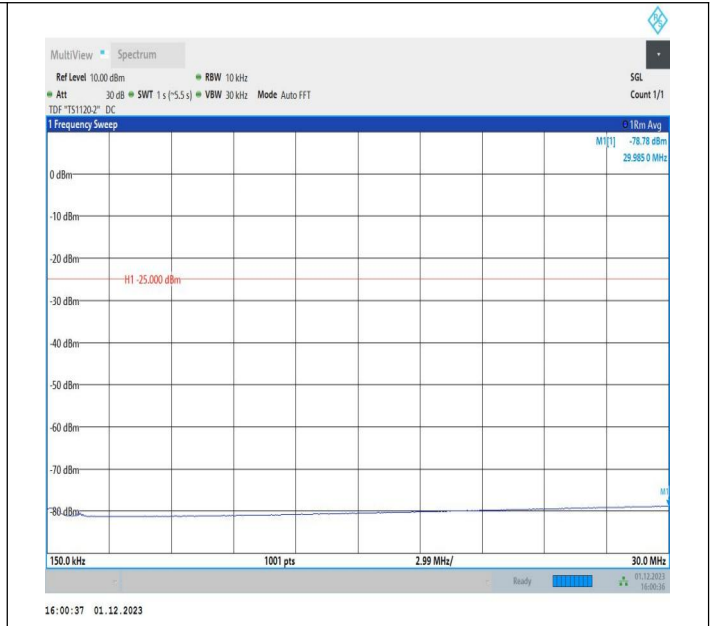 R S
MultiView Spectrum
Ref Level 10.00 dBm RBW 10 kHz SGL
Att 30 dB SWT 1 s (~5.5 s) VBW 30 kHz Mode Auto FFT Count 1/1
TDF "TS1120-2" DC
1 Frequency Sweep 1Rm Avg
M1[1] -78.78 dBm
29.985 0 MHz
0 dBm
-10 dBm
-20 dBm
H1 -25.000 dBm
-30 dBm
-40 dBm
-50 dBm
-60 dBm
-70 dBm
M1
-80 dBm
150.0 kHz 1001 pts 2.99 MHz/ 30.0 MHz
Ready 01.12.2023
16:00:36
16:00:37 01.12.2023